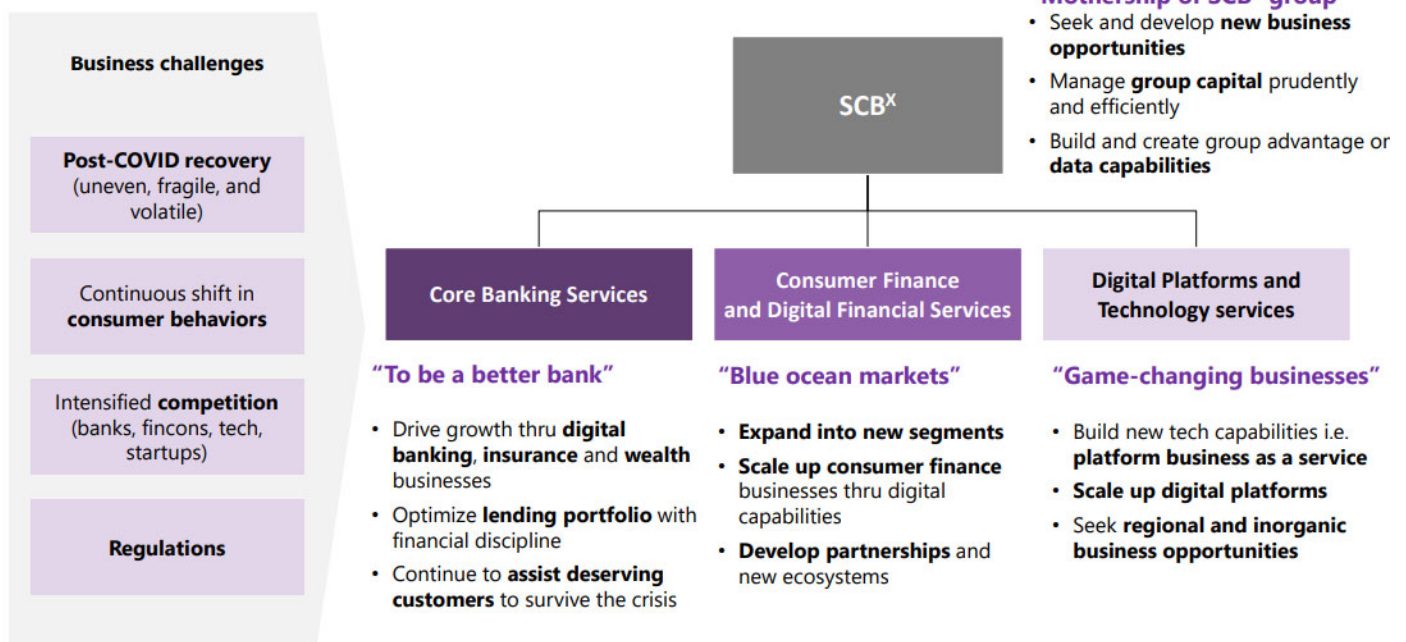 Business challenges
Post-COVID recovery
(uneven, fragile, and
volatile)
Continuous shift in
consumer behaviors
Intensified competition
(banks, fincons, tech,
startups)
Regulations
SCBX
"Mothership of SCBX group"
• Seek and develop new business
opportunities
• Manage group capital prudently
and efficiently
• Build and create group advantage on
data capabilities
Core Banking Services
"To be a better bank"
• Drive growth thru digital
banking, insurance and wealth
businesses
• Optimize lending portfolio with
financial discipline
• Continue to assist deserving
customers to survive the crisis
Consumer Finance
and Digital Financial Services
"Blue ocean markets"
• Expand into new segments
• Scale up consumer finance
businesses thru digital
capabilities
• Develop partnerships and
new ecosystems
Digital Platforms and
Technology services
"Game-changing businesses"
• Build new tech capabilities i.e.
platform business as a service
• Scale up digital platforms
• Seek regional and inorganic
business opportunities